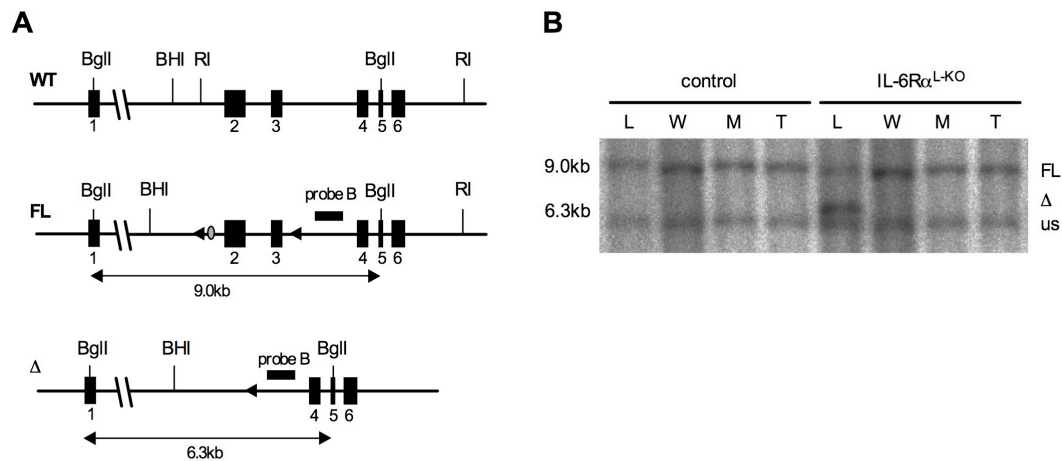 A
BglI BHI RI BglI RI
WT
1 2 3 4 5 6
BglI BHI probe B BglI RI
FL
1 2 3 4 5 6
9.0kb
BglI BHI probe B BglI
Δ
1 4 5 6
6.3kb
B
control IL-6RαL-KO
L W M T L W M T
9.0kb FL
6.3kb Δ
us